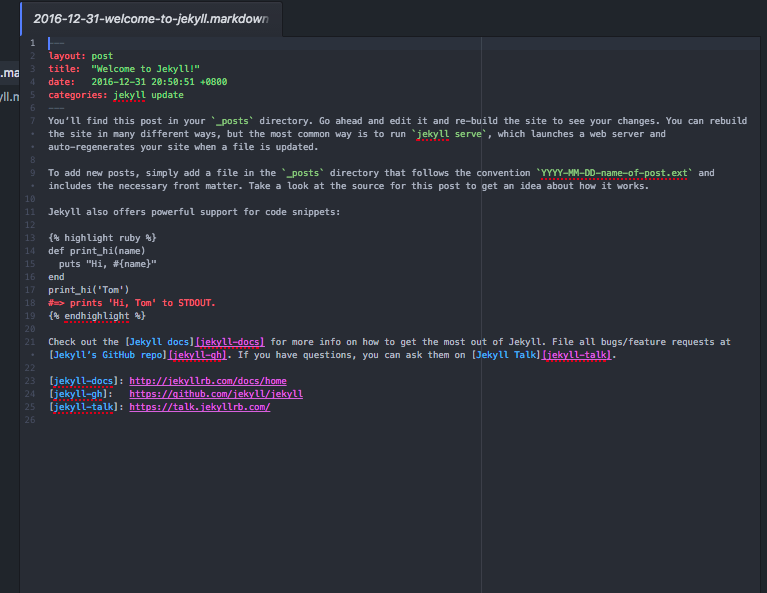 2016-12-31-welcome-to-jekyll.markdown
.ma
yll.m
1 ---
2 layout: post
3 title:  "Welcome to Jekyll!"
4 date:   2016-12-31 20:50:51 +0800
5 categories: jekyll update
6 ---
7 You’ll find this post in your `_posts` directory. Go ahead and edit it and re-build the site to see your changes. You can rebuild
• the site in many different ways, but the most common way is to run `jekyll serve`, which launches a web server and
• auto-regenerates your site when a file is updated.
8
9 To add new posts, simply add a file in the `_posts` directory that follows the convention `YYYY-MM-DD-name-of-post.ext` and
• includes the necessary front matter. Take a look at the source for this post to get an idea about how it works.
10
11 Jekyll also offers powerful support for code snippets:
12
13 {% highlight ruby %}
14 def print_hi(name)
15   puts "Hi, #{name}"
16 end
17 print_hi('Tom')
18 #=> prints 'Hi, Tom' to STDOUT.
19 {% endhighlight %}
20
21 Check out the [Jekyll docs][jekyll-docs] for more info on how to get the most out of Jekyll. File all bugs/feature requests at
• [Jekyll’s GitHub repo][jekyll-gh]. If you have questions, you can ask them on [Jekyll Talk][jekyll-talk].
22
23 [jekyll-docs]: http://jekyllrb.com/docs/home
24 [jekyll-gh]:   https://github.com/jekyll/jekyll
25 [jekyll-talk]: https://talk.jekyllrb.com/
26